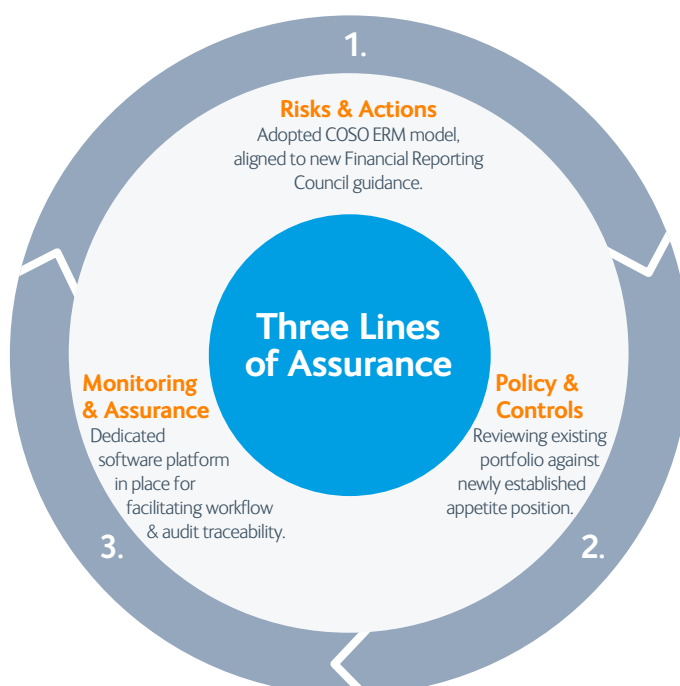 1.
Risks & Actions
Adopted COSO ERM model,
aligned to new Financial Reporting
Council guidance.
Three Lines
of Assurance
Policy &
Controls
Reviewing existing
portfolio against
newly established
appetite position.
2.
Monitoring
& Assurance
Dedicated
software platform
in place for
facilitating workflow
& audit traceability.
3.